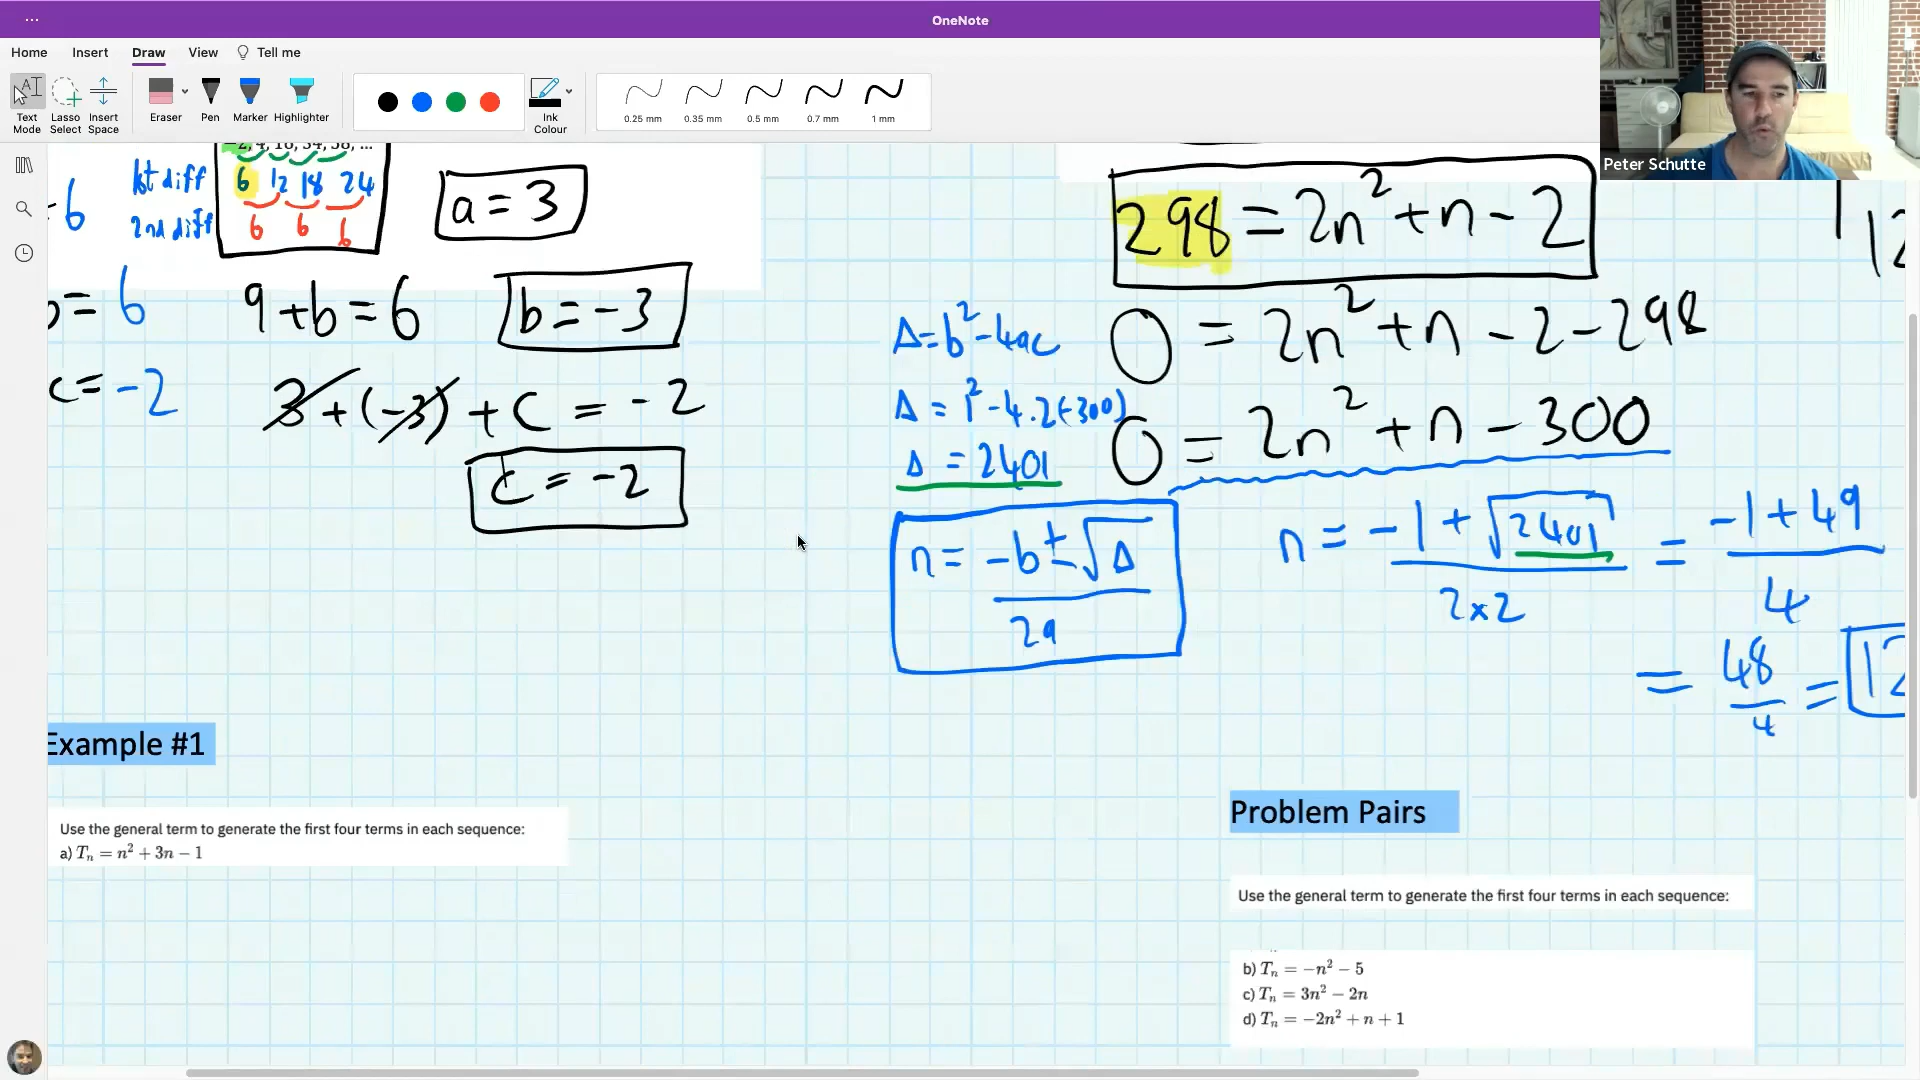 OneNote
Home Insert Draw View Tell me
Text Mode
Lasso Select
Insert Space
Eraser
Pen
Marker
Highlighter
Ink Colour
0.25 mm 0.35 mm 0.5 mm 0.7 mm 1 mm
Peter Schutte
1st diff 6 12 18 24
2nd diff 6 6 6
a = 3
= 6
9 + b = 6
b = -3
c = -2
3 + (-3) + c = -2
c = -2
298 = 2n² + n - 2
0 = 2n² + n - 2 - 298
0 = 2n² + n - 300
Δ = b² - 4ac
Δ = 1² - 4.2(-300)
Δ = 2401
n = -b ± √Δ / 2a
n = -1 + √2401 / 2×2 = -1 + 49 / 4
= 48/4 = 12
Example #1
Use the general term to generate the first four terms in each sequence:
a) Tₙ = n² + 3n − 1
Problem Pairs
Use the general term to generate the first four terms in each sequence:
b) Tₙ = −n² − 5
c) Tₙ = 3n² − 2n
d) Tₙ = −2n² + n + 1